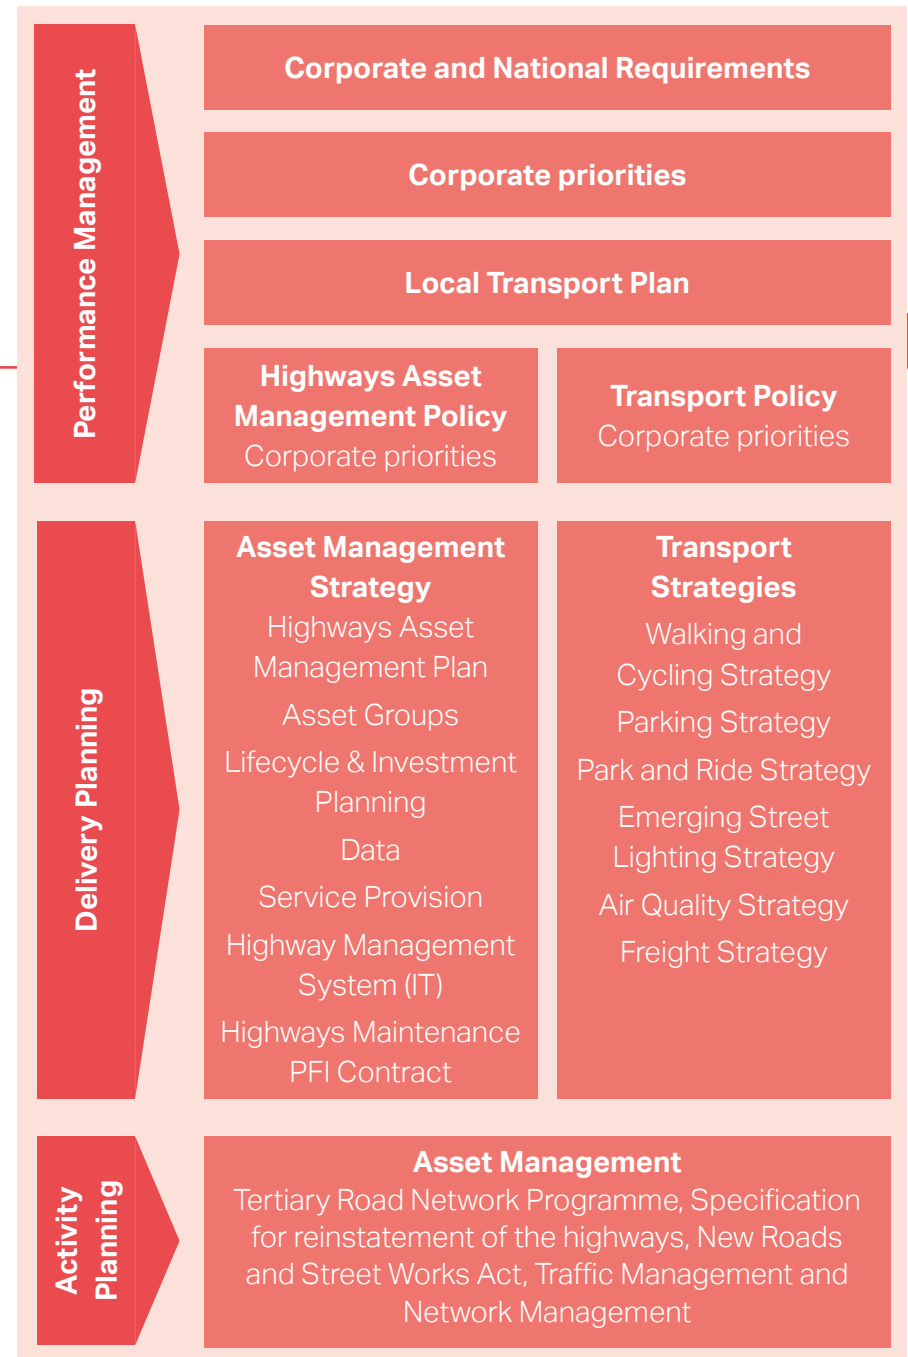 Performance Management
Corporate and National Requirements
Corporate priorities
Local Transport Plan
Highways Asset
Management Policy
Corporate priorities
Transport Policy
Corporate priorities
Delivery Planning
Asset Management
Strategy
Highways Asset
Management Plan
Asset Groups
Lifecycle & Investment
Planning
Data
Service Provision
Highway Management
System (IT)
Highways Maintenance
PFI Contract
Transport
Strategies
Walking and
Cycling Strategy
Parking Strategy
Park and Ride Strategy
Emerging Street
Lighting Strategy
Air Quality Strategy
Freight Strategy
Activity
Planning
Asset Management
Tertiary Road Network Programme, Specification
for reinstatement of the highways, New Roads
and Street Works Act, Traffic Management and
Network Management